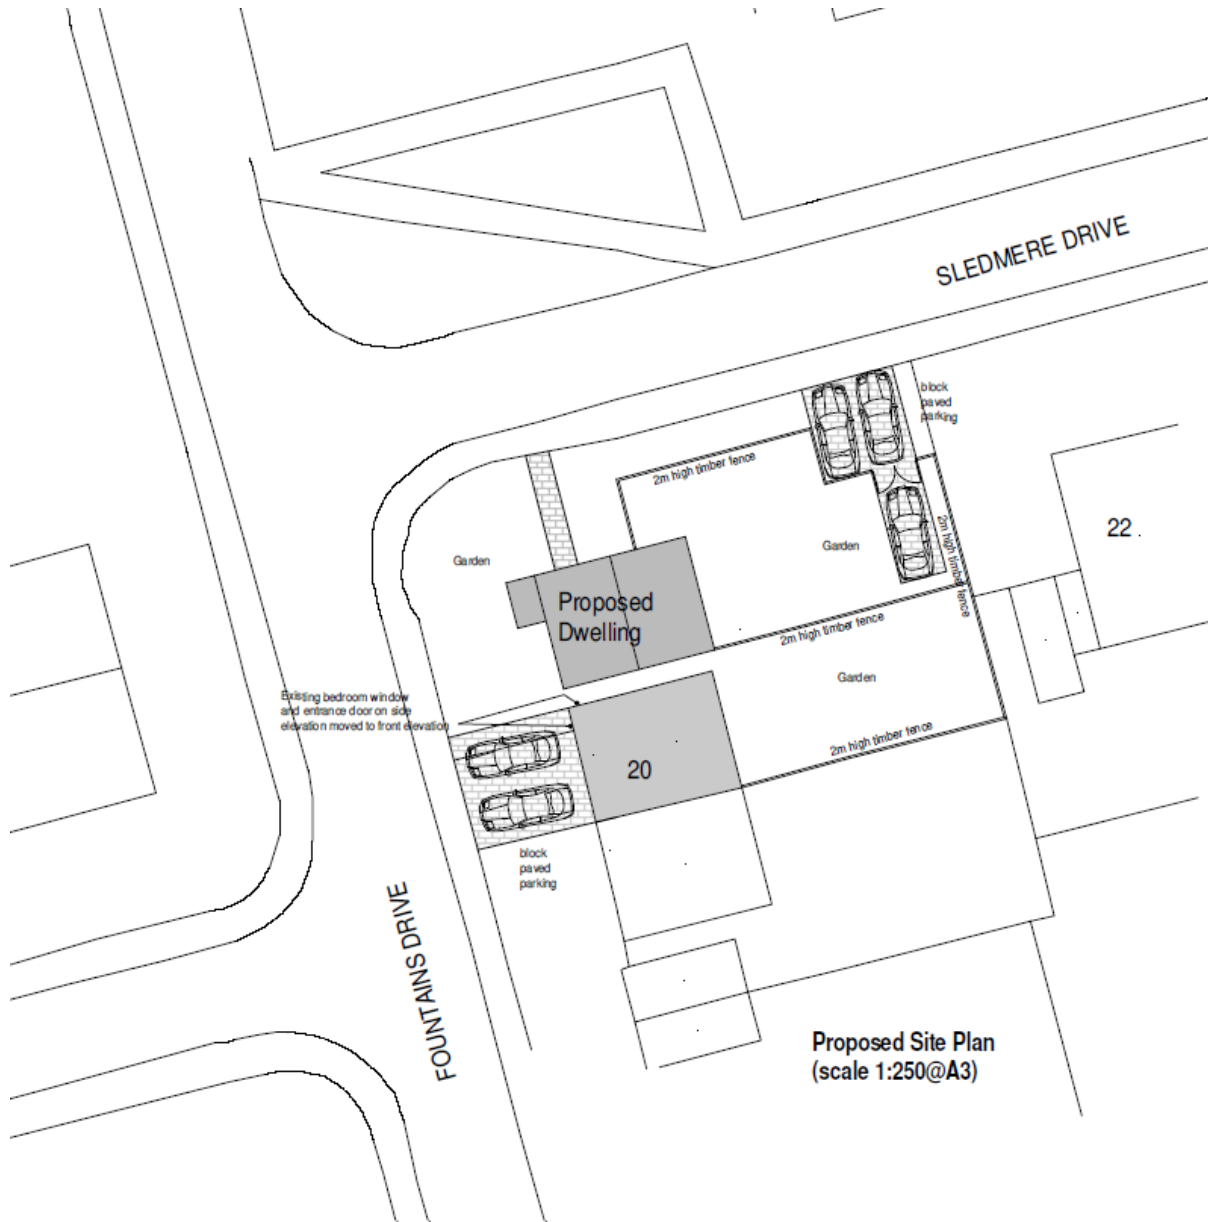 SLEDMERE DRIVE
block
paved
parking
2m high timber fence
2m high timber fence
22 .
Garden
Garden
Proposed
Dwelling
2m high timber fence
Garden
Existing bedroom window
and entrance door on side
elevation moved to front elevation
2m high timber fence
20
block
paved
parking
FOUNTAINS DRIVE
Proposed Site Plan
(scale 1:250@A3)